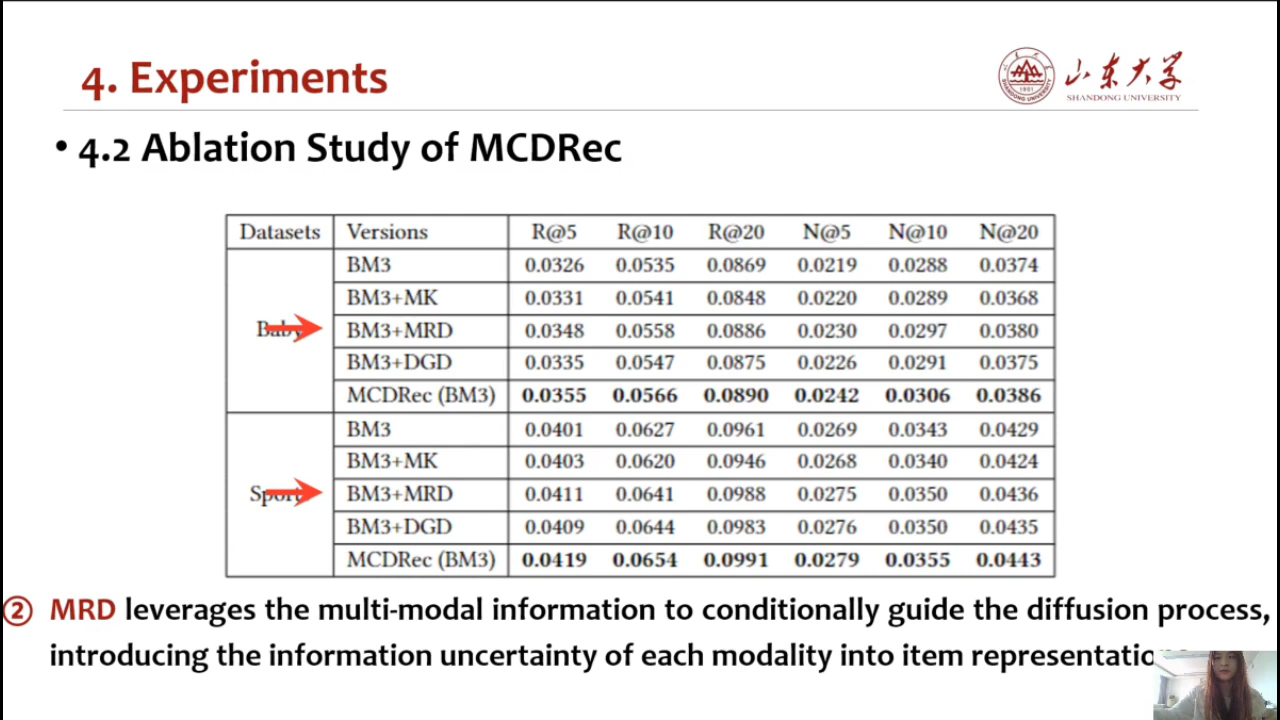 4. Experiments
山东大学
SHANDONG UNIVERSITY
• 4.2 Ablation Study of MCDRec
Datasets Versions R@5 R@10 R@20 N@5 N@10 N@20
BM3 0.0326 0.0535 0.0869 0.0219 0.0288 0.0374
BM3+MK 0.0331 0.0541 0.0848 0.0220 0.0289 0.0368
Baby BM3+MRD 0.0348 0.0558 0.0886 0.0230 0.0297 0.0380
BM3+DGD 0.0335 0.0547 0.0875 0.0226 0.0291 0.0375
MCDRec (BM3) 0.0355 0.0566 0.0890 0.0242 0.0306 0.0386
BM3 0.0401 0.0627 0.0961 0.0269 0.0343 0.0429
BM3+MK 0.0403 0.0620 0.0946 0.0268 0.0340 0.0424
BM3+MRD 0.0411 0.0641 0.0988 0.0275 0.0350 0.0436
BM3+DGD 0.0409 0.0644 0.0983 0.0276 0.0350 0.0435
MCDRec (BM3) 0.0419 0.0654 0.0991 0.0279 0.0355 0.0443
② MRD leverages the multi-modal information to conditionally guide the diffusion process,
introducing the information uncertainty of each modality into item